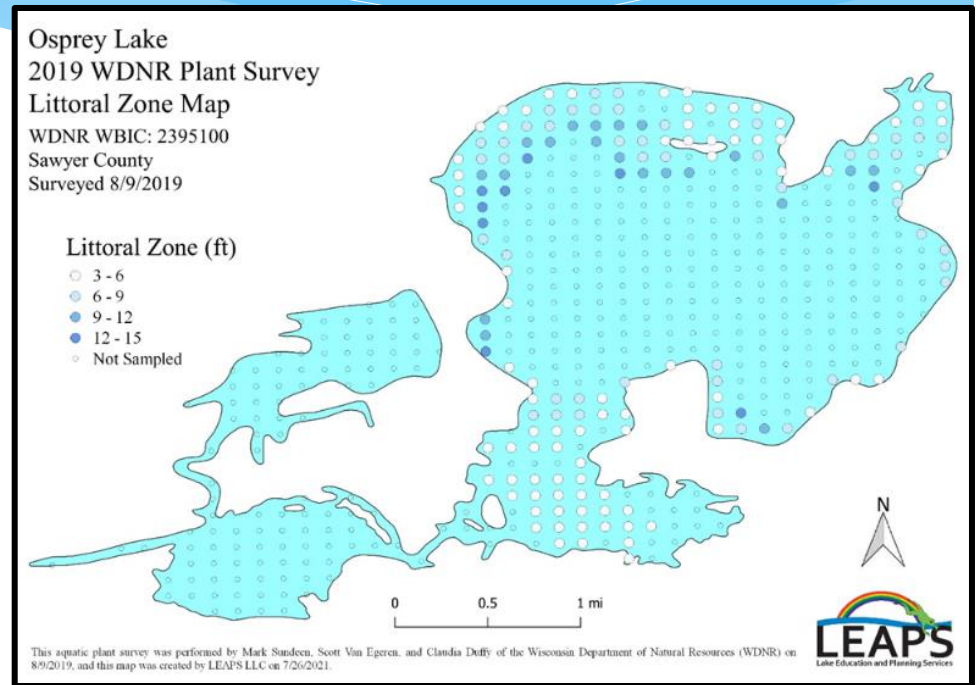 Osprey Lake
2019 WDNR Plant Survey
Littoral Zone Map
WDNR WBIC: 2395100
Sawyer County
Surveyed 8/9/2019
Littoral Zone (ft)
3 - 6
6 - 9
9 - 12
12 - 15
Not Sampled
N
0 0.5 1 mi
This aquatic plant survey was performed by Mark Sundeen, Scott Van Egeren, and Claudia Duffy of the Wisconsin Department of Natural Resources (WDNR) on
8/9/2019, and this map was created by LEAPS LLC on 7/26/2021.
LEAPS
Lake Education and Planning Services